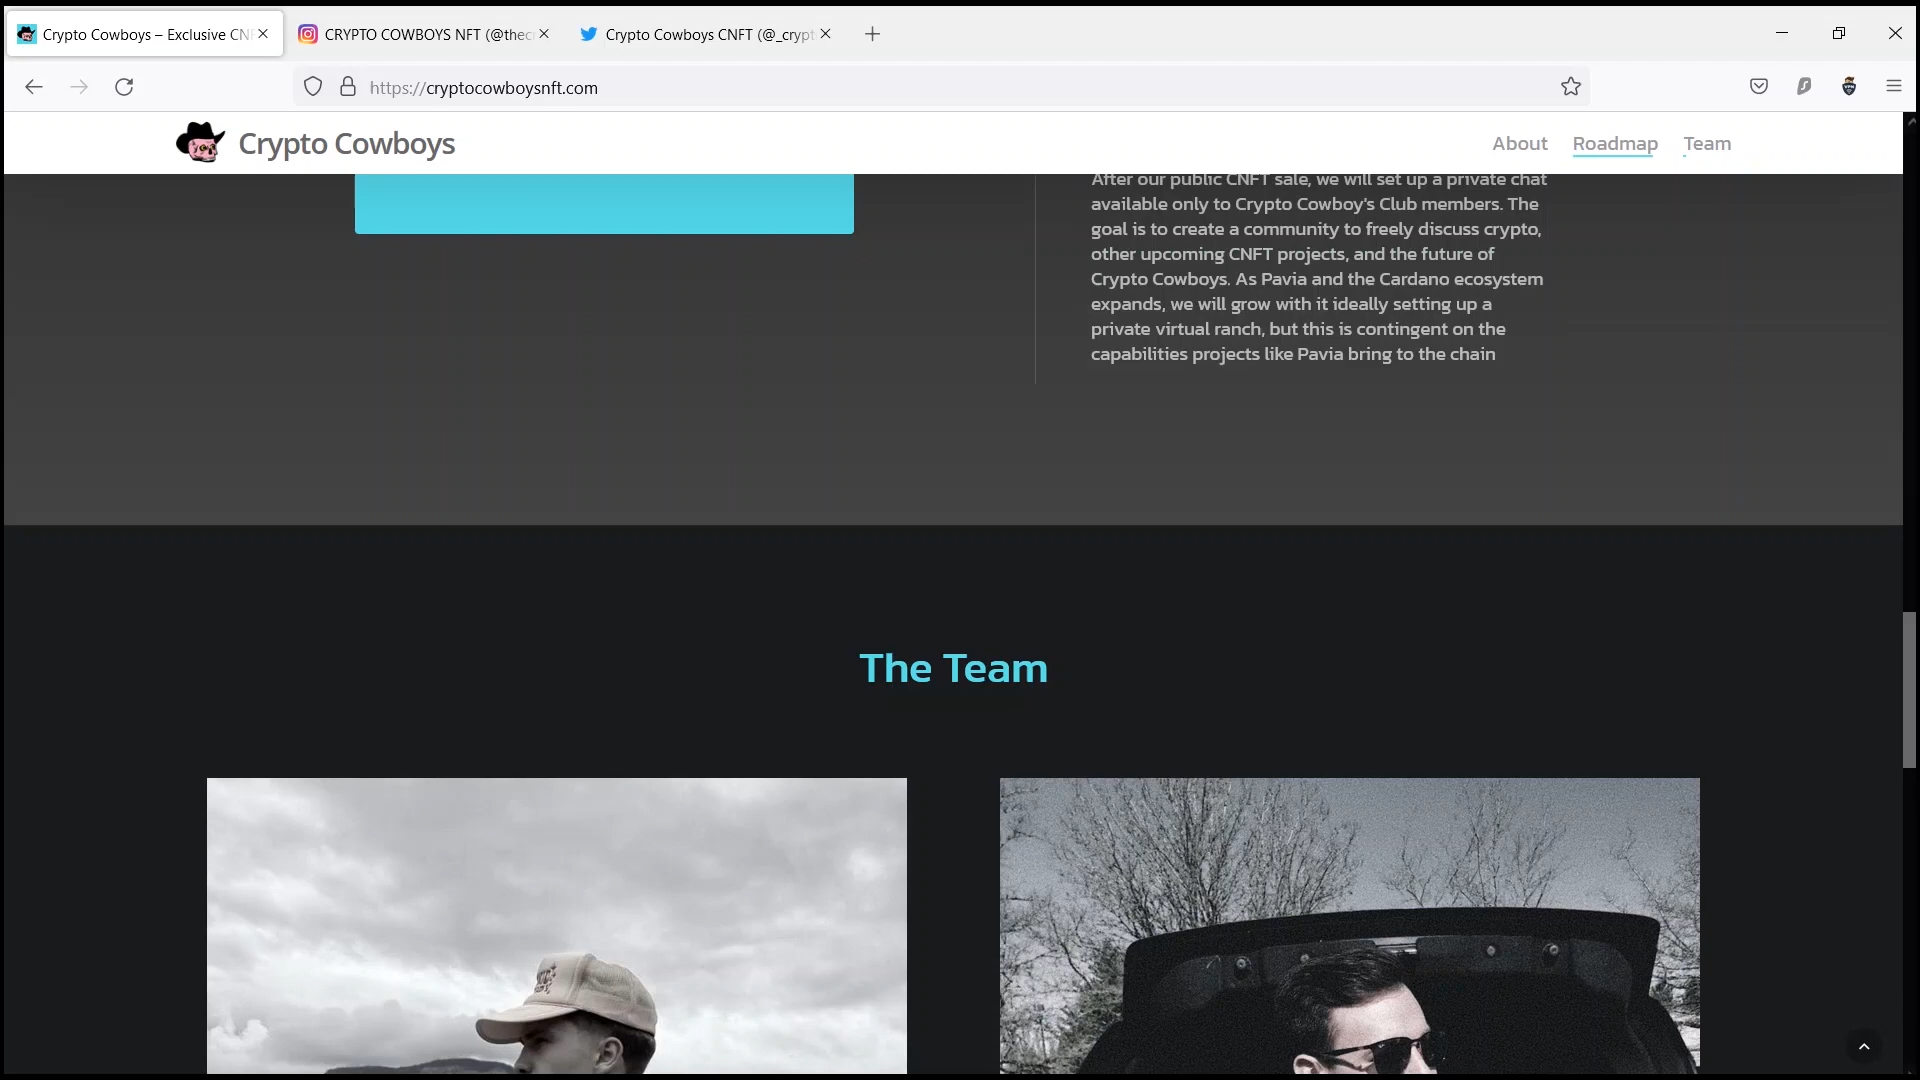 Crypto Cowboys – Exclusive CN
CRYPTO COWBOYS NFT (@thec
Crypto Cowboys CNFT (@_crypt
https://cryptocowboysnft.com
Crypto Cowboys
About
Roadmap
Team
After our public CNFT sale, we will set up a private chat
available only to Crypto Cowboy's Club members. The
goal is to create a community to freely discuss crypto,
other upcoming CNFT projects, and the future of
Crypto Cowboys. As Pavia and the Cardano ecosystem
expands, we will grow with it ideally setting up a
private virtual ranch, but this is contingent on the
capabilities projects like Pavia bring to the chain
The Team